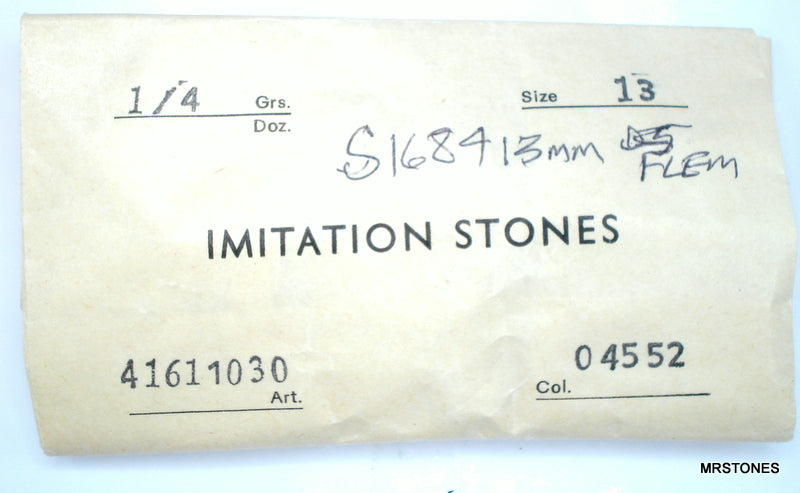 1/4 Grs. Size 13
Doz.
S1684 13mm
FLEM
IMITATION STONES
41611030 04552
Art. Col.
MRSTONES